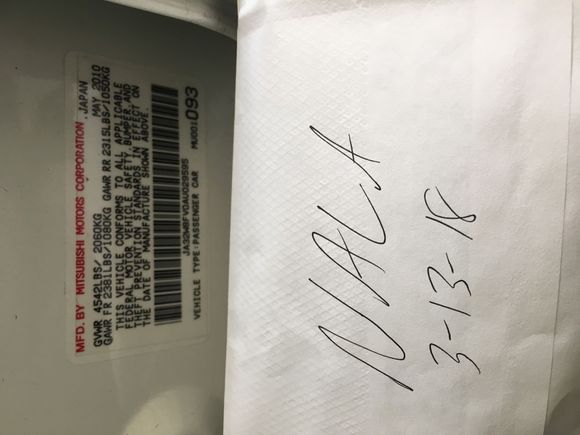 MFD. BY MITSUBISHI MOTORS CORPORATION, JAPAN
MAY 2010
GVWR 4542LBS/ 2060KG
GAWR FR 2381LBS/1080KG GAWR RR 2315LBS/1050KG
THIS VEHICLE CONFORMS TO ALL APPLICABLE
FEDERAL MOTOR VEHICLE SAFETY, BUMPER, AND
THEFT PREVENTION STANDARDS IN EFFECT ON
THE DATE OF MANUFACTURE SHOWN ABOVE.
JA32W8FV0AU029595
VEHICLE TYPE:PASSENGER CAR MU001093
NALA
3-13-18